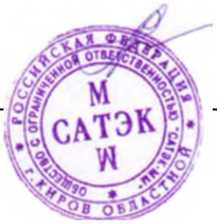 РОССИЙСКАЯ ФЕДЕРАЦИЯ
Г. КИРОВ ОБЛАСТНОЙ
ОБЩЕСТВО С ОГРАНИЧЕННОЙ ОТВЕТСТВЕННОСТЬЮ
М
САТЭК
М